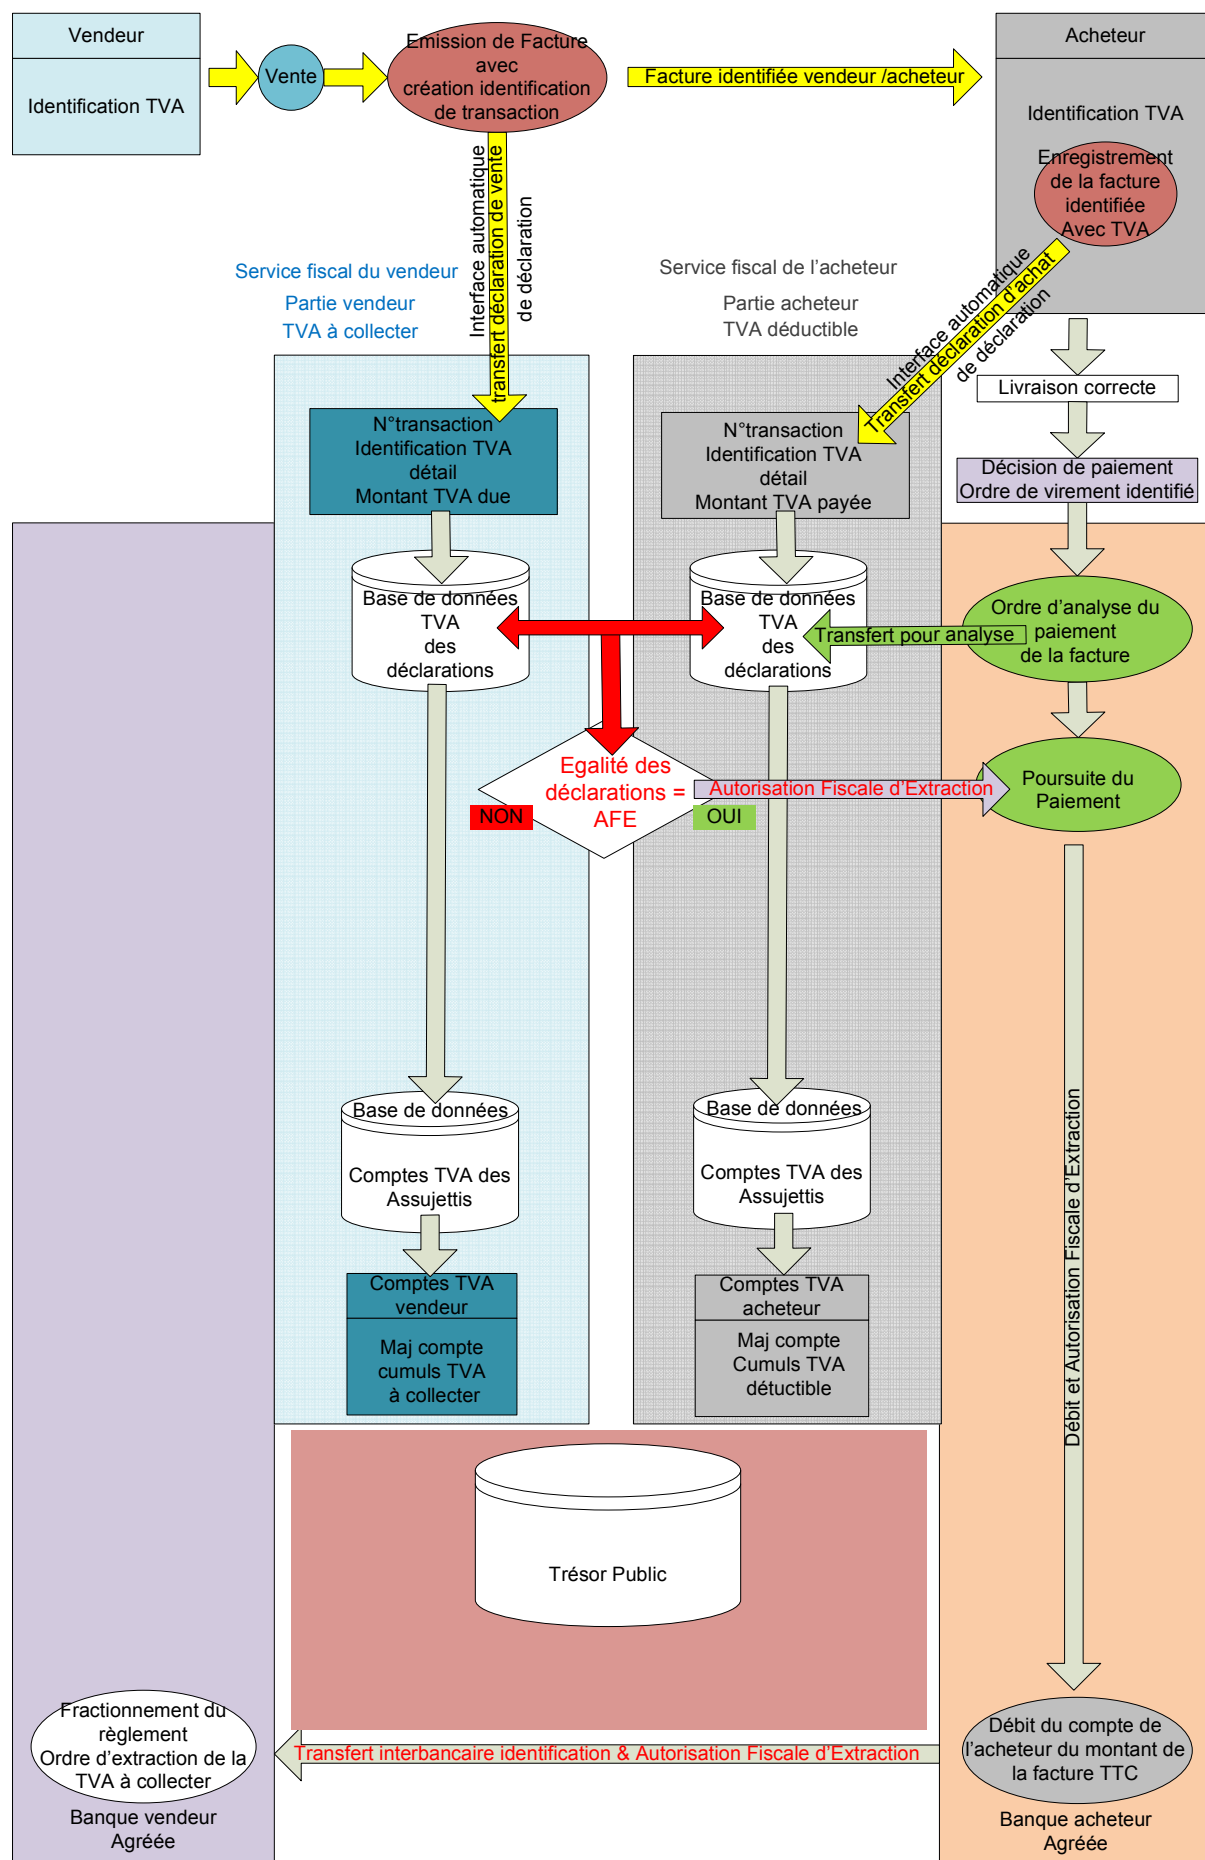 Vendeur
Identification TVA
Vente
Emission de Facture
avec
création identification
de transaction
Facture identifiée vendeur /acheteur
Acheteur
Identification TVA
Enregistrement
de la facture
identifiée
Avec TVA
Interface automatique
transfert déclaration de vente
de déclaration
Interface automatique
Transfert déclaration d'achat
de déclaration
Service fiscal du vendeur
Partie vendeur
TVA à collecter
Service fiscal de l'acheteur
Partie acheteur
TVA déductible
Livraison correcte
Décision de paiement
Ordre de virement identifié
N°transaction
Identification TVA
détail
Montant TVA due
N°transaction
Identification TVA
détail
Montant TVA payée
Base de données
TVA
des
déclarations
Base de données
TVA
des
déclarations
Transfert pour analyse
Ordre d'analyse du
paiement
de la facture
Egalité des
déclarations =
AFE
NON
OUI
Autorisation Fiscale d'Extraction
Poursuite du
Paiement
Base de données
Comptes TVA des
Assujettis
Base de données
Comptes TVA des
Assujettis
Comptes TVA
vendeur
Maj compte
cumuls TVA
à collecter
Comptes TVA
acheteur
Maj compte
Cumuls TVA
détuctible
Débit et Autorisation Fiscale d'Extraction
Trésor Public
Fractionnement du
règlement
Ordre d'extraction de la
TVA à collecter
Transfert interbancaire identification & Autorisation Fiscale d'Extraction
Débit du compte de
l'acheteur du montant de
la facture TTC
Banque vendeur
Agréée
Banque acheteur
Agréée